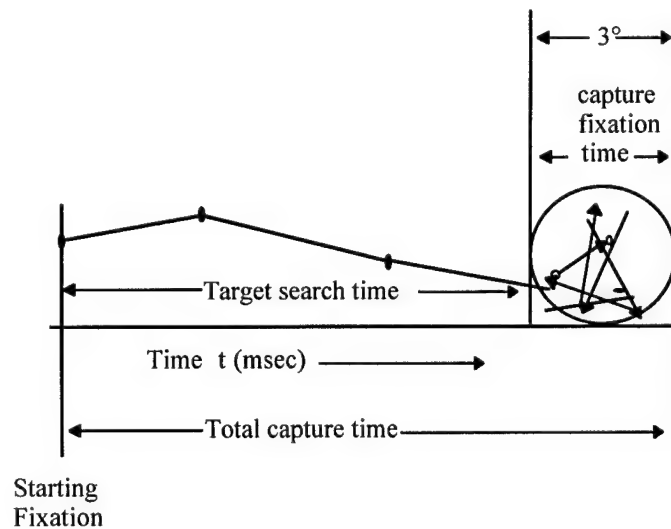 3°
capture
fixation
time
Target search time
Time t (msec)
Total capture time
Starting
Fixation